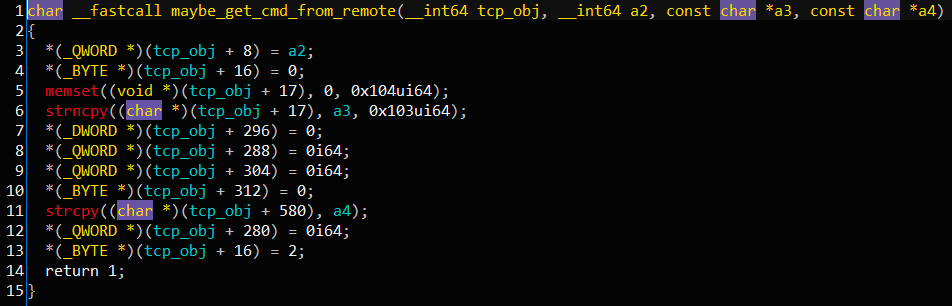 1 char __fastcall maybe_get_cmd_from_remote(__int64 tcp_obj, __int64 a2, const char *a3, const char *a4)
2 {
3   *(_QWORD *)(tcp_obj + 8) = a2;
4   *(_BYTE *)(tcp_obj + 16) = 0;
5   memset((void *)(tcp_obj + 17), 0, 0x104ui64);
6   strncpy((char *)(tcp_obj + 17), a3, 0x103ui64);
7   *(_DWORD *)(tcp_obj + 296) = 0;
8   *(_QWORD *)(tcp_obj + 288) = 0i64;
9   *(_QWORD *)(tcp_obj + 304) = 0i64;
10   *(_BYTE *)(tcp_obj + 312) = 0;
11   strcpy((char *)(tcp_obj + 580), a4);
12   *(_QWORD *)(tcp_obj + 280) = 0i64;
13   *(_BYTE *)(tcp_obj + 16) = 2;
14   return 1;
15 }